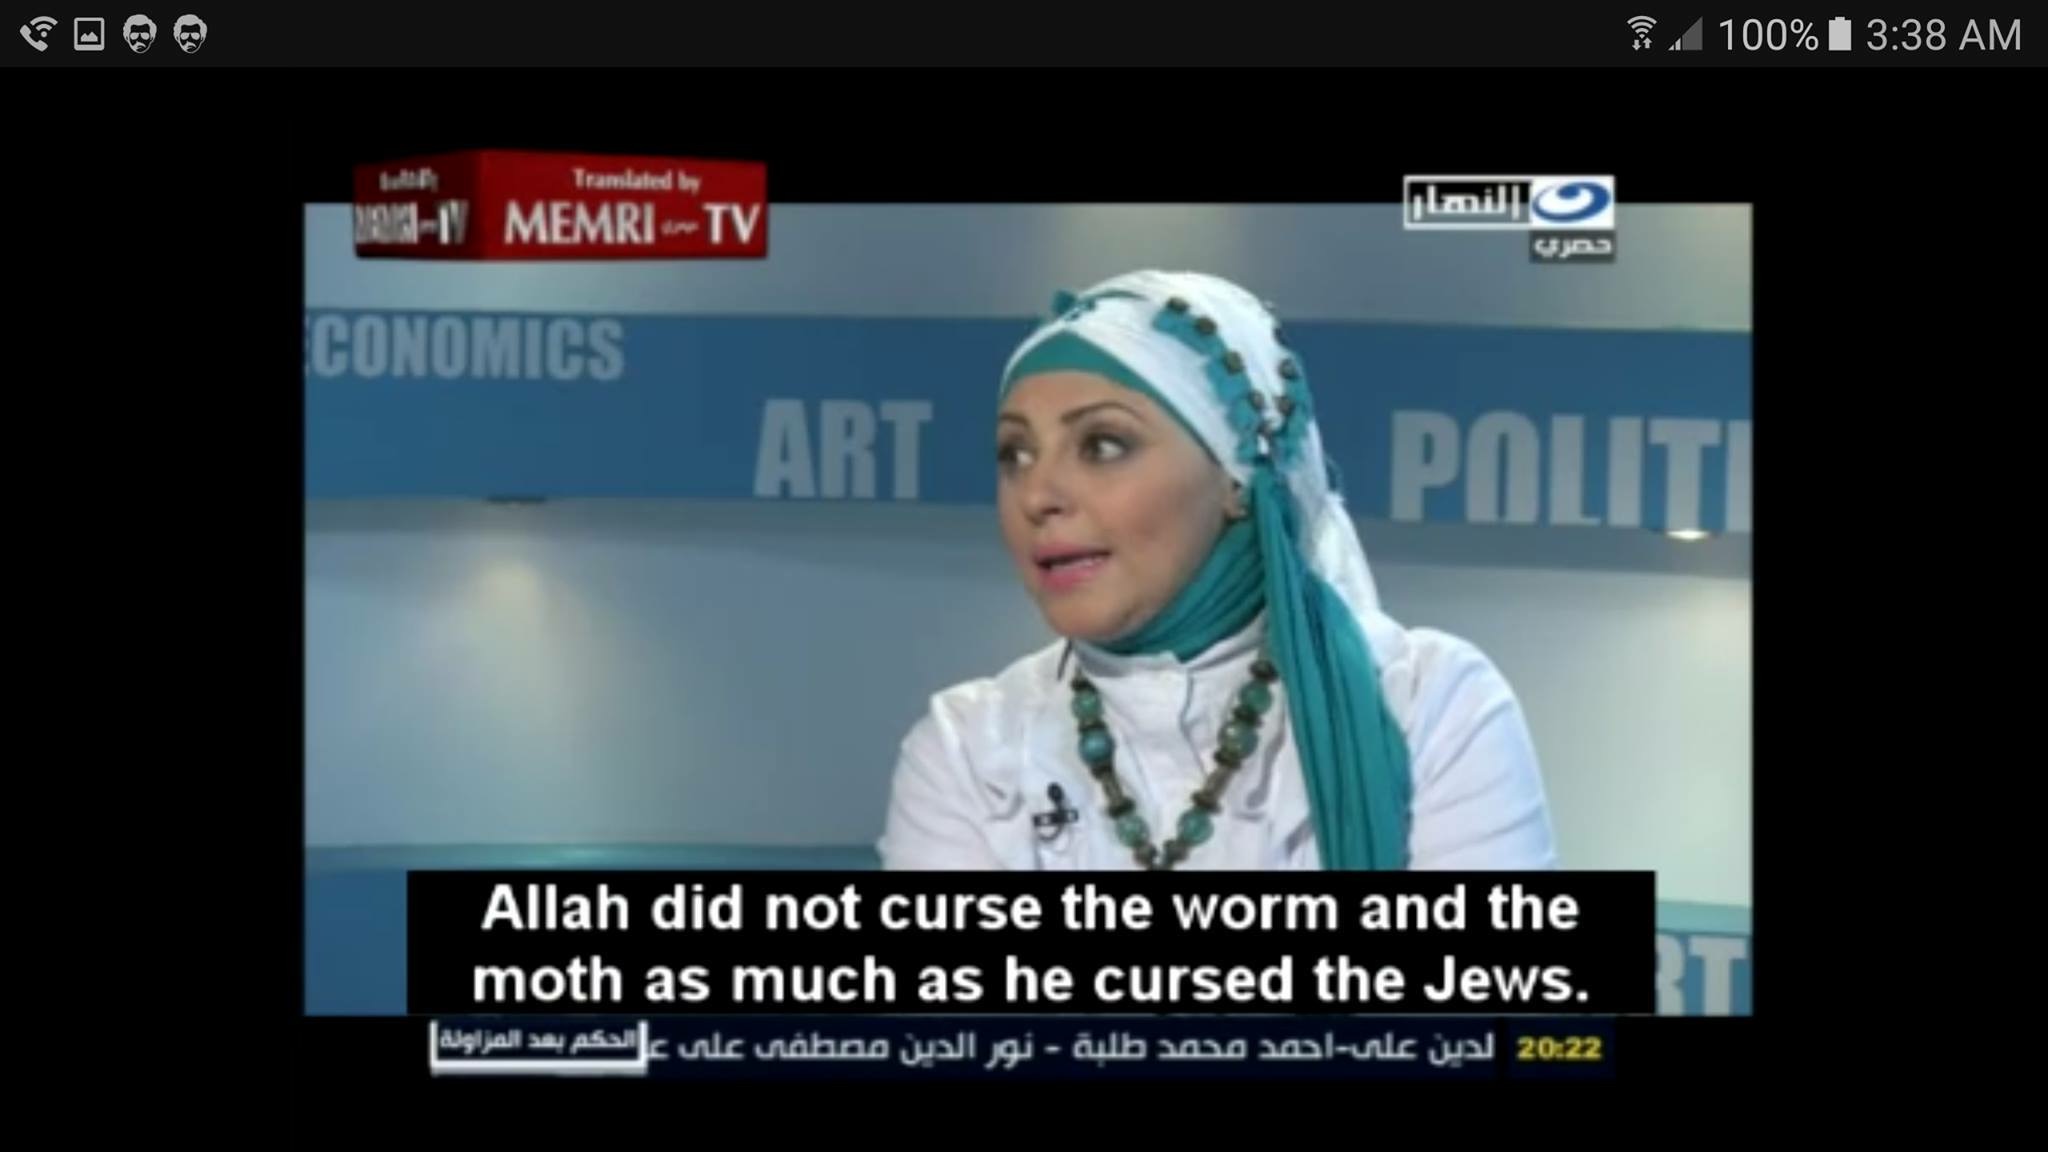 100% 3:38 AM
Translated by
MEMRI TV
النهار
حصري
ECONOMICS
ART
POLITI
Allah did not curse the worm and the
moth as much as he cursed the Jews.
RT
الحكم بعد المزاولة
لدين على-احمد محمد طلبة - نور الدين مصطفى على ع
20:22